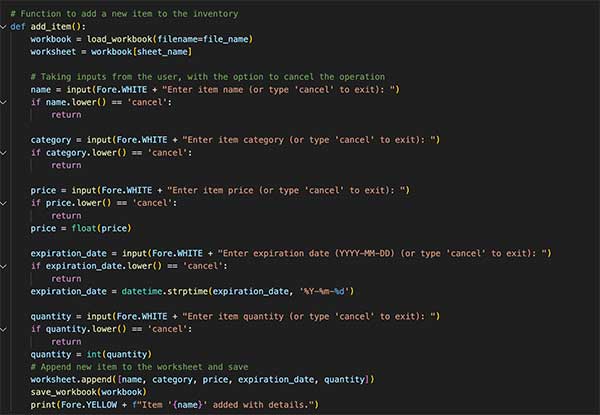 # Function to add a new item to the inventory
def add_item():
    workbook = load_workbook(filename=file_name)
    worksheet = workbook[sheet_name]

    # Taking inputs from the user, with the option to cancel the operation
    name = input(Fore.WHITE + "Enter item name (or type 'cancel' to exit): ")
    if name.lower() == 'cancel':
        return

    category = input(Fore.WHITE + "Enter item category (or type 'cancel' to exit): ")
    if category.lower() == 'cancel':
        return

    price = input(Fore.WHITE + "Enter item price (or type 'cancel' to exit): ")
    if price.lower() == 'cancel':
        return
    price = float(price)

    expiration_date = input(Fore.WHITE + "Enter expiration date (YYYY-MM-DD) (or type 'cancel' to exit): ")
    if expiration_date.lower() == 'cancel':
        return
    expiration_date = datetime.strptime(expiration_date, '%Y-%m-%d')

    quantity = input(Fore.WHITE + "Enter item quantity (or type 'cancel' to exit): ")
    if quantity.lower() == 'cancel':
        return
    quantity = int(quantity)
    # Append new item to the worksheet and save
    worksheet.append([name, category, price, expiration_date, quantity])
    save_workbook(workbook)
    print(Fore.YELLOW + f"Item '{name}' added with details.")